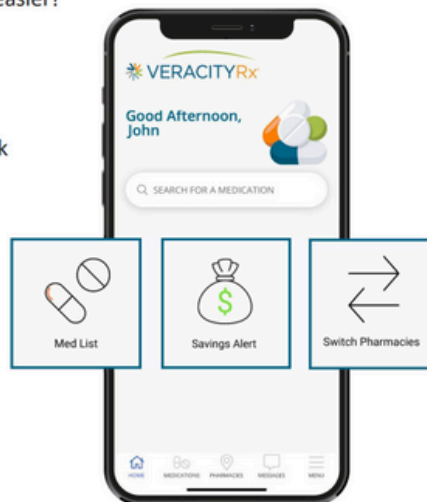 easier?
VERACITYRx
Good Afternoon,
John
k
SEARCH FOR A MEDICATION
Med List
Savings Alert
Switch Pharmacies
HOME MEDICATIONS PHARMACIES MESSAGES MENU